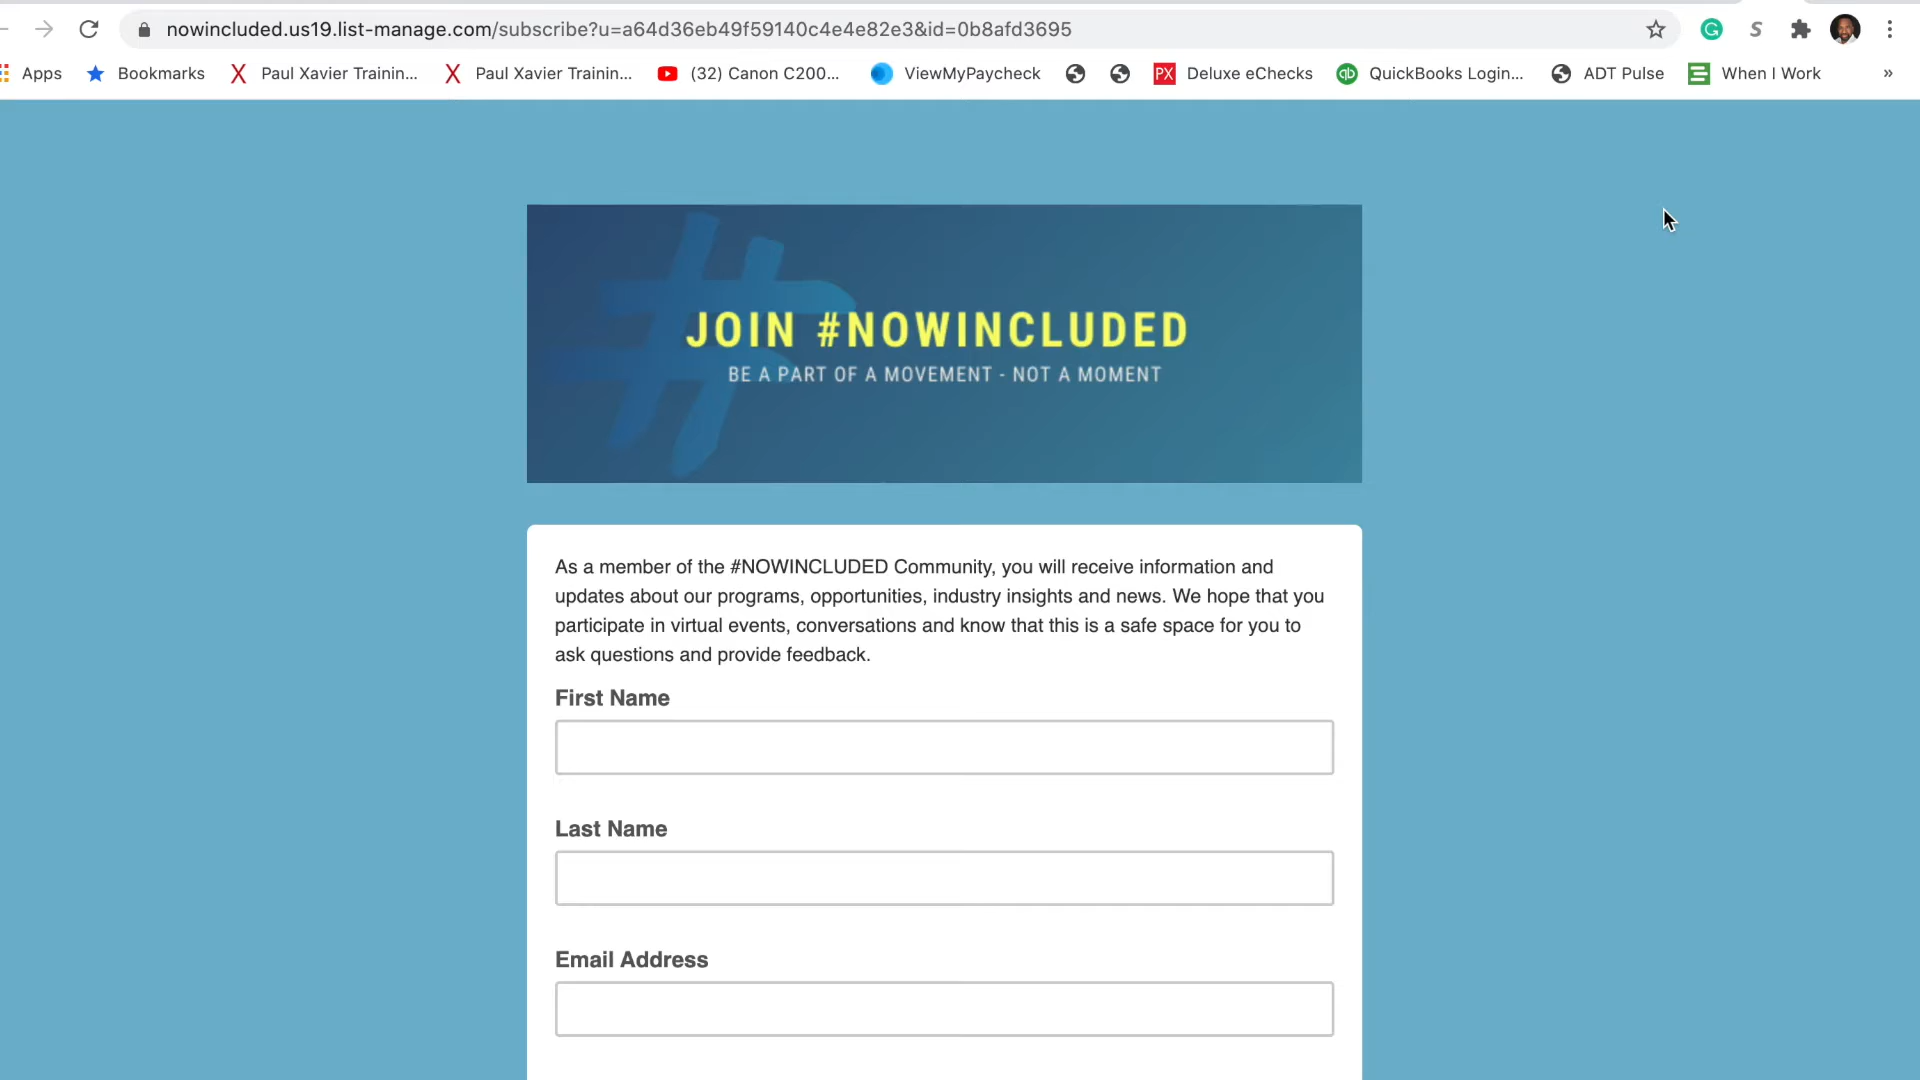 nowincluded.us19.list-manage.com/subscribe?u=a64d36eb49f59140c4e4e82e3&id=0b8afd3695
Apps Bookmarks X Paul Xavier Trainin... X Paul Xavier Trainin... (32) Canon C200... ViewMyPaycheck PX Deluxe eChecks qb QuickBooks Login... ADT Pulse When I Work »
JOIN #NOWINCLUDED
BE A PART OF A MOVEMENT - NOT A MOMENT
As a member of the #NOWINCLUDED Community, you will receive information and
updates about our programs, opportunities, industry insights and news. We hope that you
participate in virtual events, conversations and know that this is a safe space for you to
ask questions and provide feedback.
First Name
Last Name
Email Address